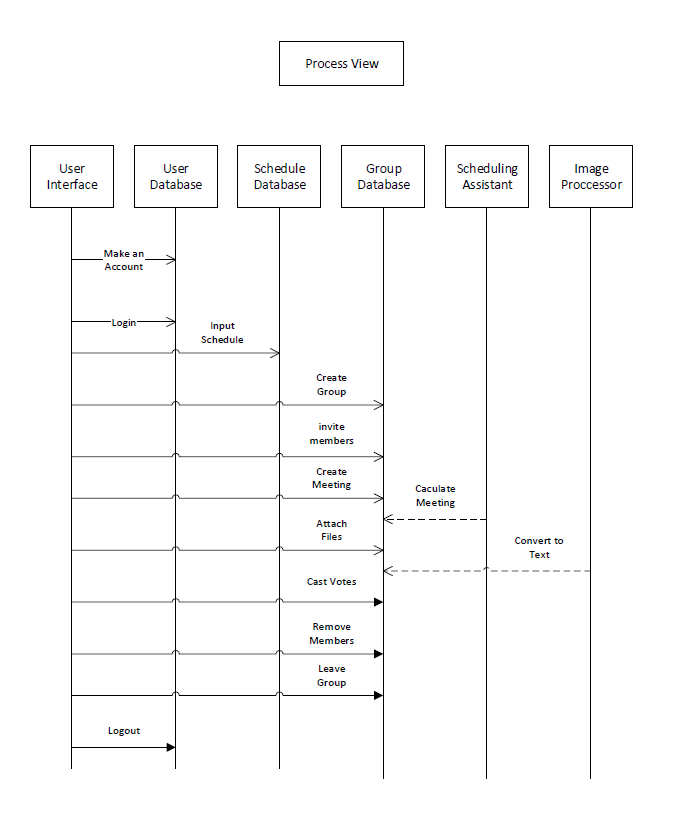 Process View
User
Interface
User
Database
Schedule
Database
Group
Database
Scheduling
Assistant
Image
Proccessor
Make an
Account
Login
Input
Schedule
Create
Group
invite
members
Create
Meeting
Caculate
Meeting
Attach
Files
Convert to
Text
Cast Votes
Remove
Members
Leave
Group
Logout